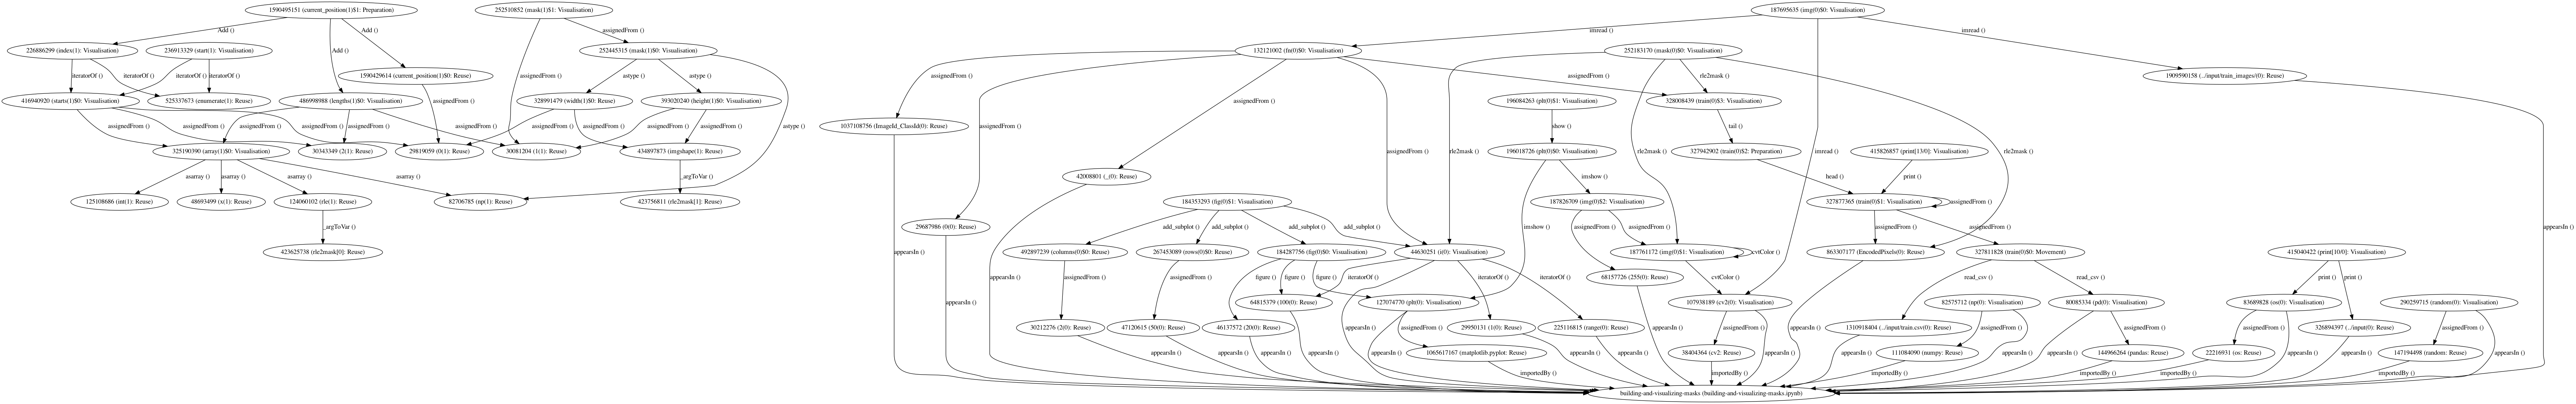 1590495151 (current_position(1)$1: Preparation)
252510852 (mask(1)$1: Visualisation)
187695635 (img(0)$0: Visualisation)
Add ()
Add ()
Add ()
assignedFrom ()
imread ()
imread ()
imread ()
226886299 (index(1): Visualisation)
236913329 (start(1): Visualisation)
252445315 (mask(1)$0: Visualisation)
132121002 (fn(0)$0: Visualisation)
252183170 (mask(0)$0: Visualisation)
iteratorOf ()
iteratorOf ()
iteratorOf ()
iteratorOf ()
1590429614 (current_position(1)$0: Reuse)
assignedFrom ()
astype ()
astype ()
astype ()
assignedFrom ()
assignedFrom ()
rle2mask ()
1909590158 (../input/train_images/(0): Reuse)
416940920 (starts(1)$0: Visualisation)
525337673 (enumerate(1): Reuse)
486998988 (lengths(1)$0: Visualisation)
328991479 (width(1)$0: Reuse)
393020240 (height(1)$0: Visualisation)
assignedFrom ()
196084263 (plt(0)$1: Visualisation)
328008439 (train(0)$3: Visualisation)
assignedFrom ()
assignedFrom ()
assignedFrom ()
assignedFrom ()
assignedFrom ()
assignedFrom ()
assignedFrom ()
assignedFrom ()
assignedFrom ()
assignedFrom ()
assignedFrom ()
1037108756 (ImageId_ClassId(0): Reuse)
assignedFrom ()
show ()
tail ()
325190390 (array(1)$0: Visualisation)
30343349 (2(1): Reuse)
29819059 (0(1): Reuse)
30081204 (1(1): Reuse)
434897873 (imgshape(1): Reuse)
assignedFrom ()
rle2mask ()
196018726 (plt(0)$0: Visualisation)
rle2mask ()
327942902 (train(0)$2: Preparation)
415826857 (print[13/0]: Visualisation)
imread ()
rle2mask ()
asarray ()
asarray ()
asarray ()
asarray ()
_argToVar ()
42008801 (_(0): Reuse)
imshow ()
head ()
print ()
125108686 (int(1): Reuse)
48693499 (x(1): Reuse)
124060102 (rle(1): Reuse)
82706785 (np(1): Reuse)
423756811 (rle2mask[1]: Reuse)
184353293 (fig(0)$1: Visualisation)
187826709 (img(0)$2: Visualisation)
327877365 (train(0)$1: Visualisation)
assignedFrom ()
_argToVar ()
29687986 (0(0): Reuse)
add_subplot ()
add_subplot ()
add_subplot ()
add_subplot ()
imshow ()
assignedFrom ()
assignedFrom ()
assignedFrom ()
assignedFrom ()
appearsIn ()
423625738 (rle2mask[0]: Reuse)
492897239 (columns(0)$0: Reuse)
267453089 (rows(0)$0: Reuse)
184287756 (fig(0)$0: Visualisation)
44630251 (i(0): Visualisation)
187761172 (img(0)$1: Visualisation)
cvtColor ()
863307177 (EncodedPixels(0): Reuse)
327811828 (train(0)$0: Movement)
415040422 (print[10/0]: Visualisation)
appearsIn ()
assignedFrom ()
assignedFrom ()
figure ()
figure ()
figure ()
iteratorOf ()
iteratorOf ()
iteratorOf ()
68157726 (255(0): Reuse)
cvtColor ()
read_csv ()
read_csv ()
print ()
print ()
appearsIn ()
64815379 (100(0): Reuse)
127074770 (plt(0): Visualisation)
107938189 (cv2(0): Visualisation)
82575712 (np(0): Visualisation)
80085334 (pd(0): Visualisation)
83689828 (os(0): Visualisation)
290259715 (random(0): Visualisation)
30212276 (2(0): Reuse)
47120615 (50(0): Reuse)
46137572 (20(0): Reuse)
appearsIn ()
assignedFrom ()
29950131 (1(0): Reuse)
225116815 (range(0): Reuse)
appearsIn ()
assignedFrom ()
appearsIn ()
1310918404 (../input/train.csv(0): Reuse)
assignedFrom ()
assignedFrom ()
assignedFrom ()
326894397 (../input(0): Reuse)
assignedFrom ()
appearsIn ()
appearsIn ()
appearsIn ()
appearsIn ()
appearsIn ()
1065617167 (matplotlib.pyplot: Reuse)
appearsIn ()
appearsIn ()
38404364 (cv2: Reuse)
appearsIn ()
appearsIn ()
111084090 (numpy: Reuse)
appearsIn ()
appearsIn ()
144966264 (pandas: Reuse)
22216931 (os: Reuse)
appearsIn ()
appearsIn ()
147194498 (random: Reuse)
appearsIn ()
importedBy ()
importedBy ()
importedBy ()
importedBy ()
importedBy ()
importedBy ()
building-and-visualizing-masks (building-and-visualizing-masks.ipynb)